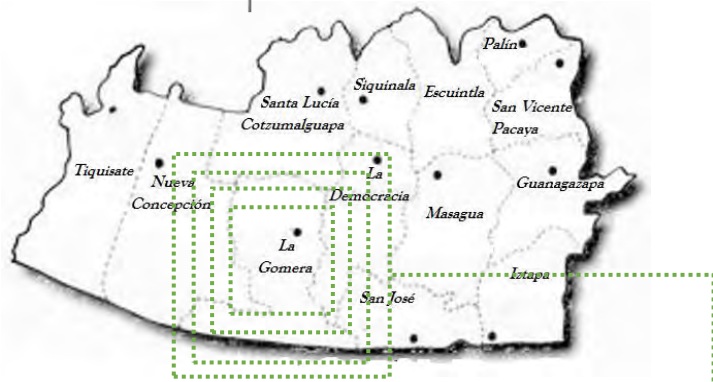 Palín
Siquinala
Escuintla
Santa Lucía
Cotzumalguapa
San Vicente
Pacaya
Tiquisate
Nueva
Concepción
La
Democracia
Guanagazapa
Masagua
La
Gomera
Iztapa
San José